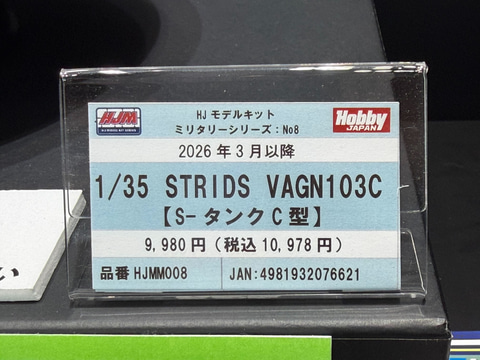 HJM
HJ モデルキット
ミリタリーシリーズ：No8
Hobby
JAPAN
2026 年 3 月以降
1/35 STRIDS VAGN103C
【S-タンク C 型】
9,980 円（税込 10,978 円）
品番 HJMM008
JAN:4981932076621
い